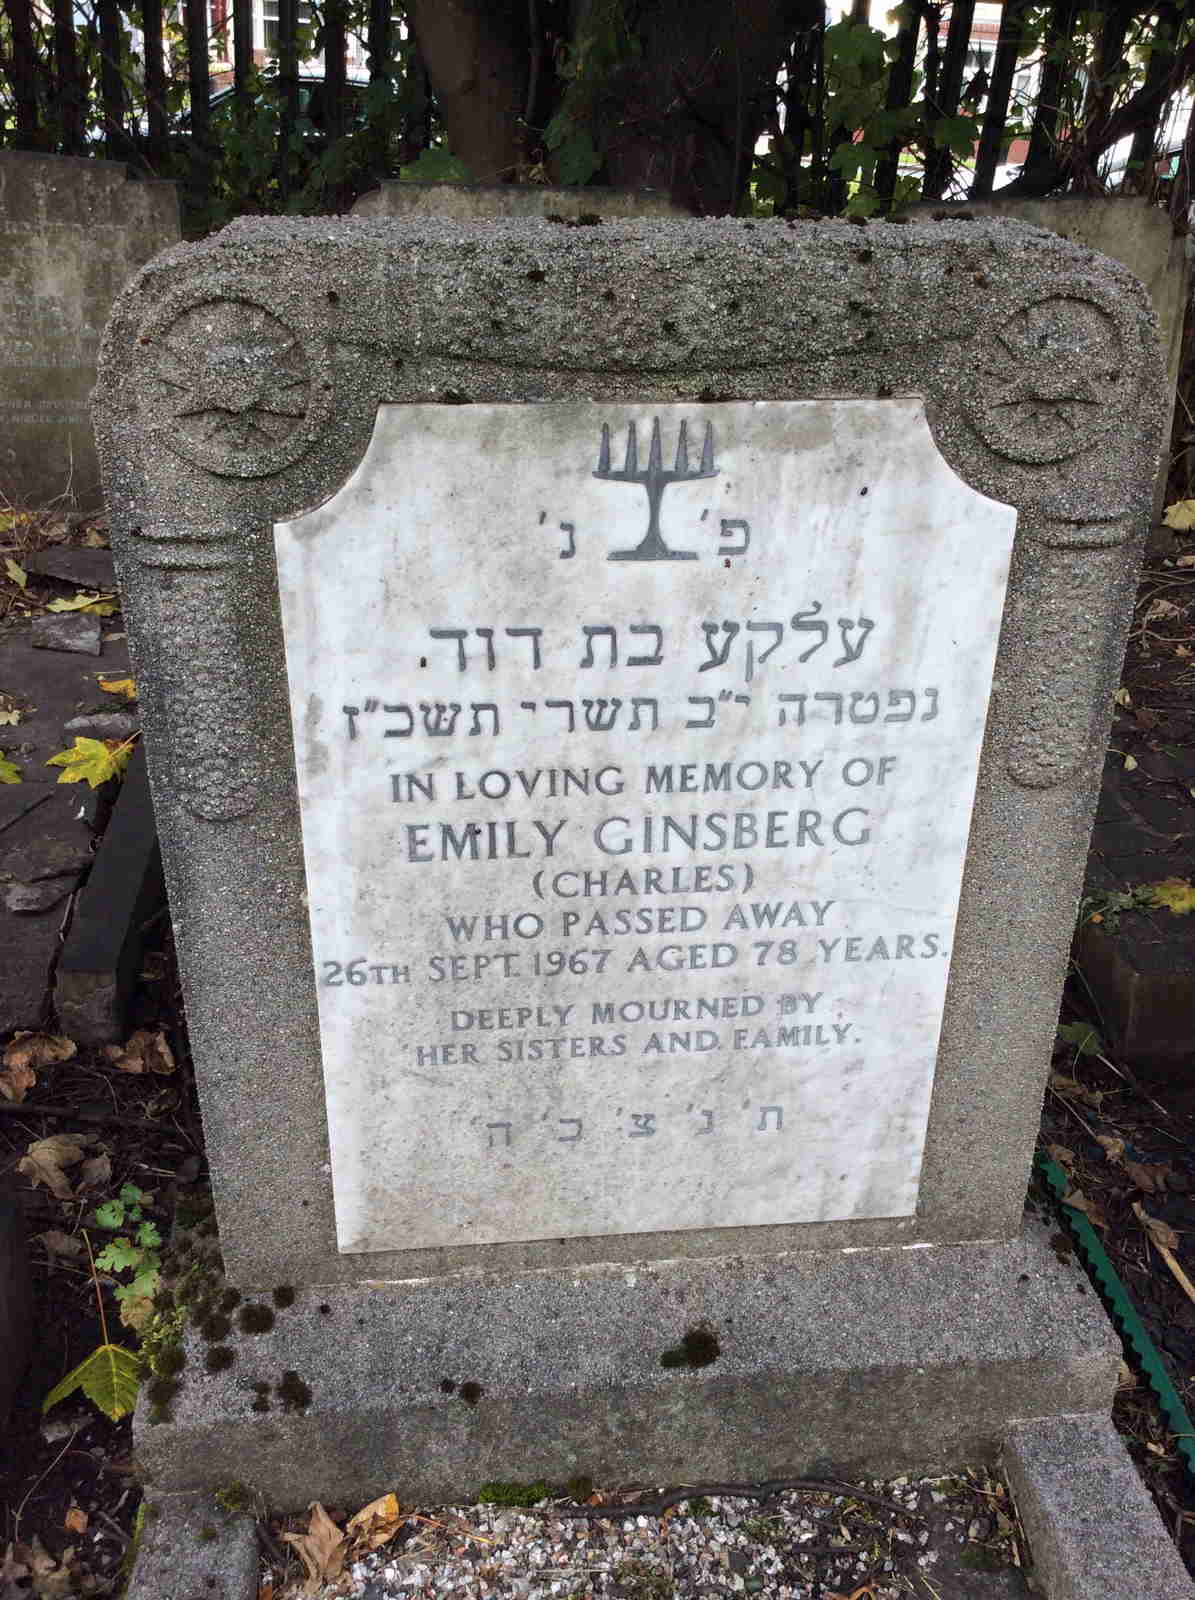 פ' נ'
עלקע בת דוד.
נפטרה י"ב תשרי תשכ"ז
IN LOVING MEMORY OF
EMILY GINSBERG
(CHARLES)
WHO PASSED AWAY
26TH SEPT. 1967 AGED 78 YEARS.
DEEPLY MOURNED BY
HER SISTERS AND FAMILY.
ת' נ' צ' ב' ה'